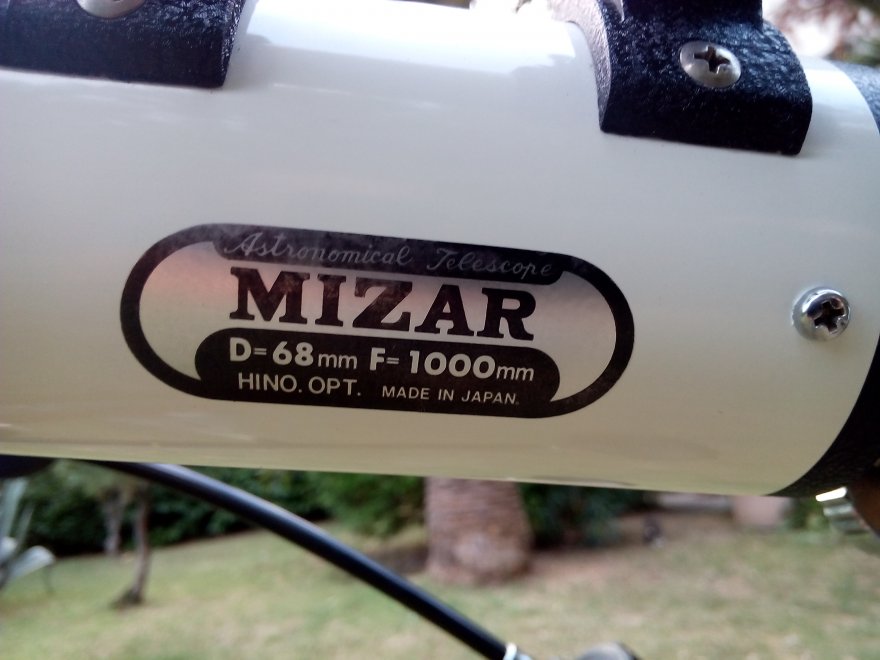 Astronomical Telescope
MIZAR
D=68mm F=1000mm
HINO. OPT. MADE IN JAPAN.